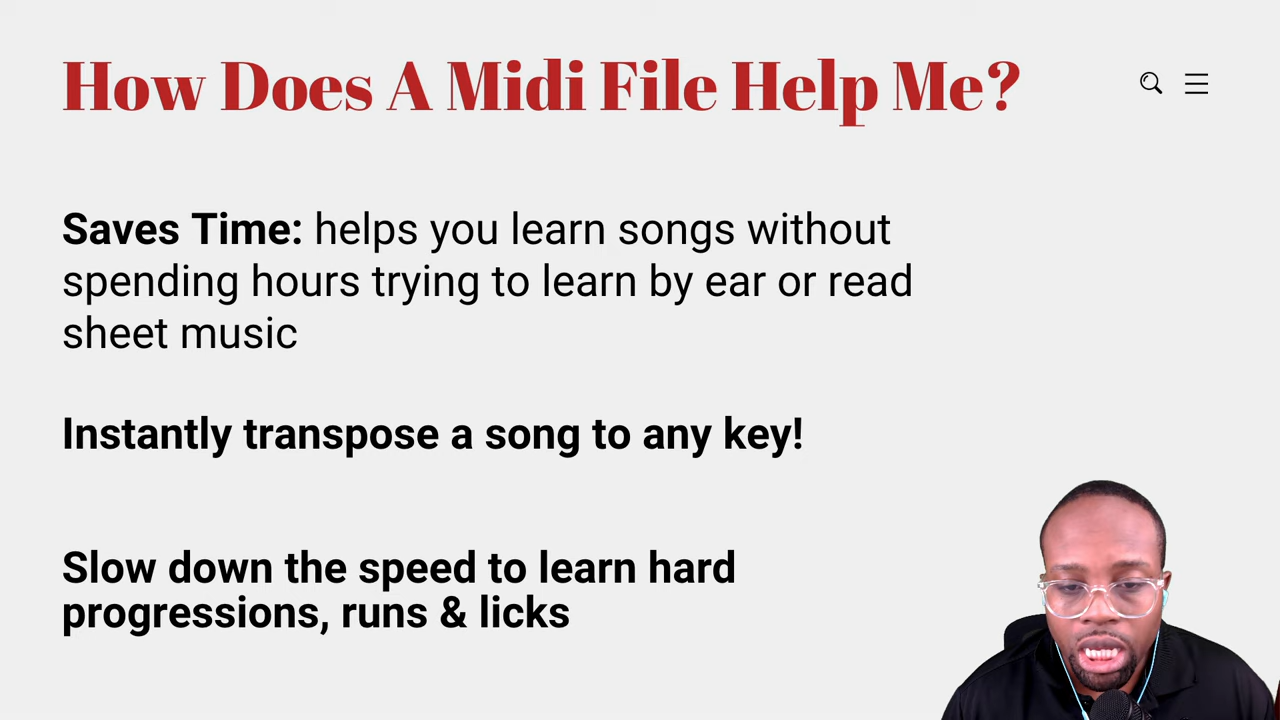 How Does A Midi File Help Me?
Saves Time: helps you learn songs without
spending hours trying to learn by ear or read
sheet music
Instantly transpose a song to any key!
Slow down the speed to learn hard
progressions, runs & licks